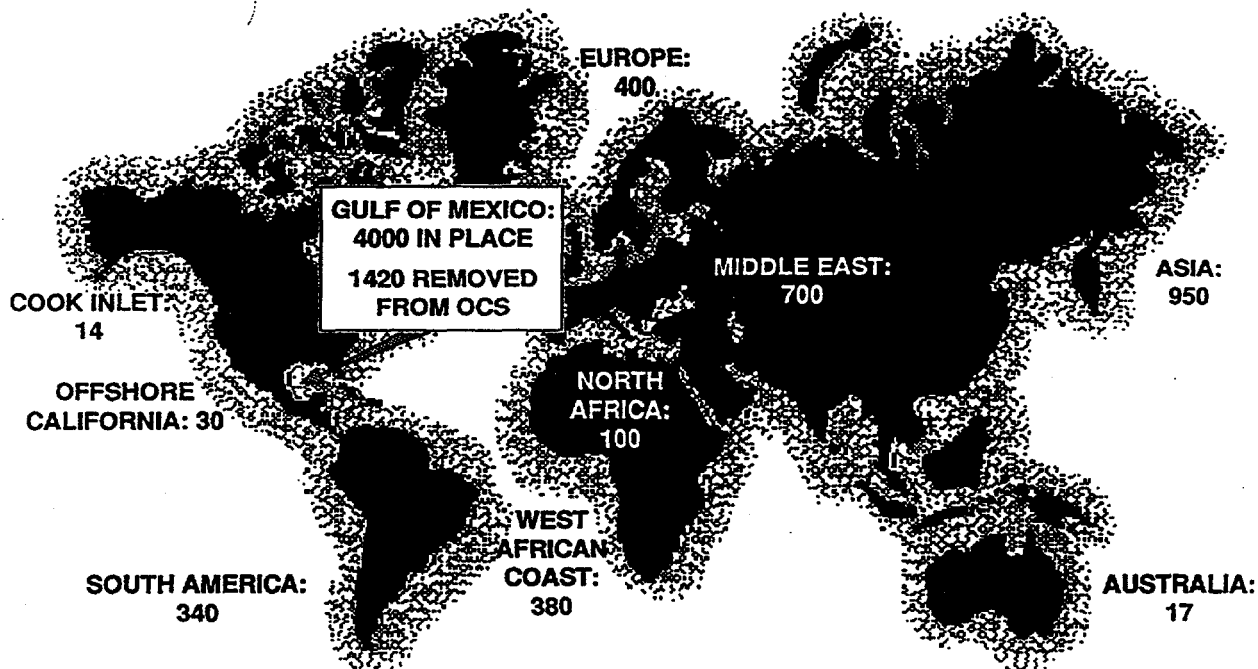 EUROPE:
400
GULF OF MEXICO:
4000 IN PLACE
1420 REMOVED
FROM OCS
MIDDLE EAST:
700
ASIA:
950
COOK INLET:
14
OFFSHORE
CALIFORNIA: 30
NORTH
AFRICA:
100
WEST
AFRICAN
COAST:
380
SOUTH AMERICA:
340
AUSTRALIA:
17